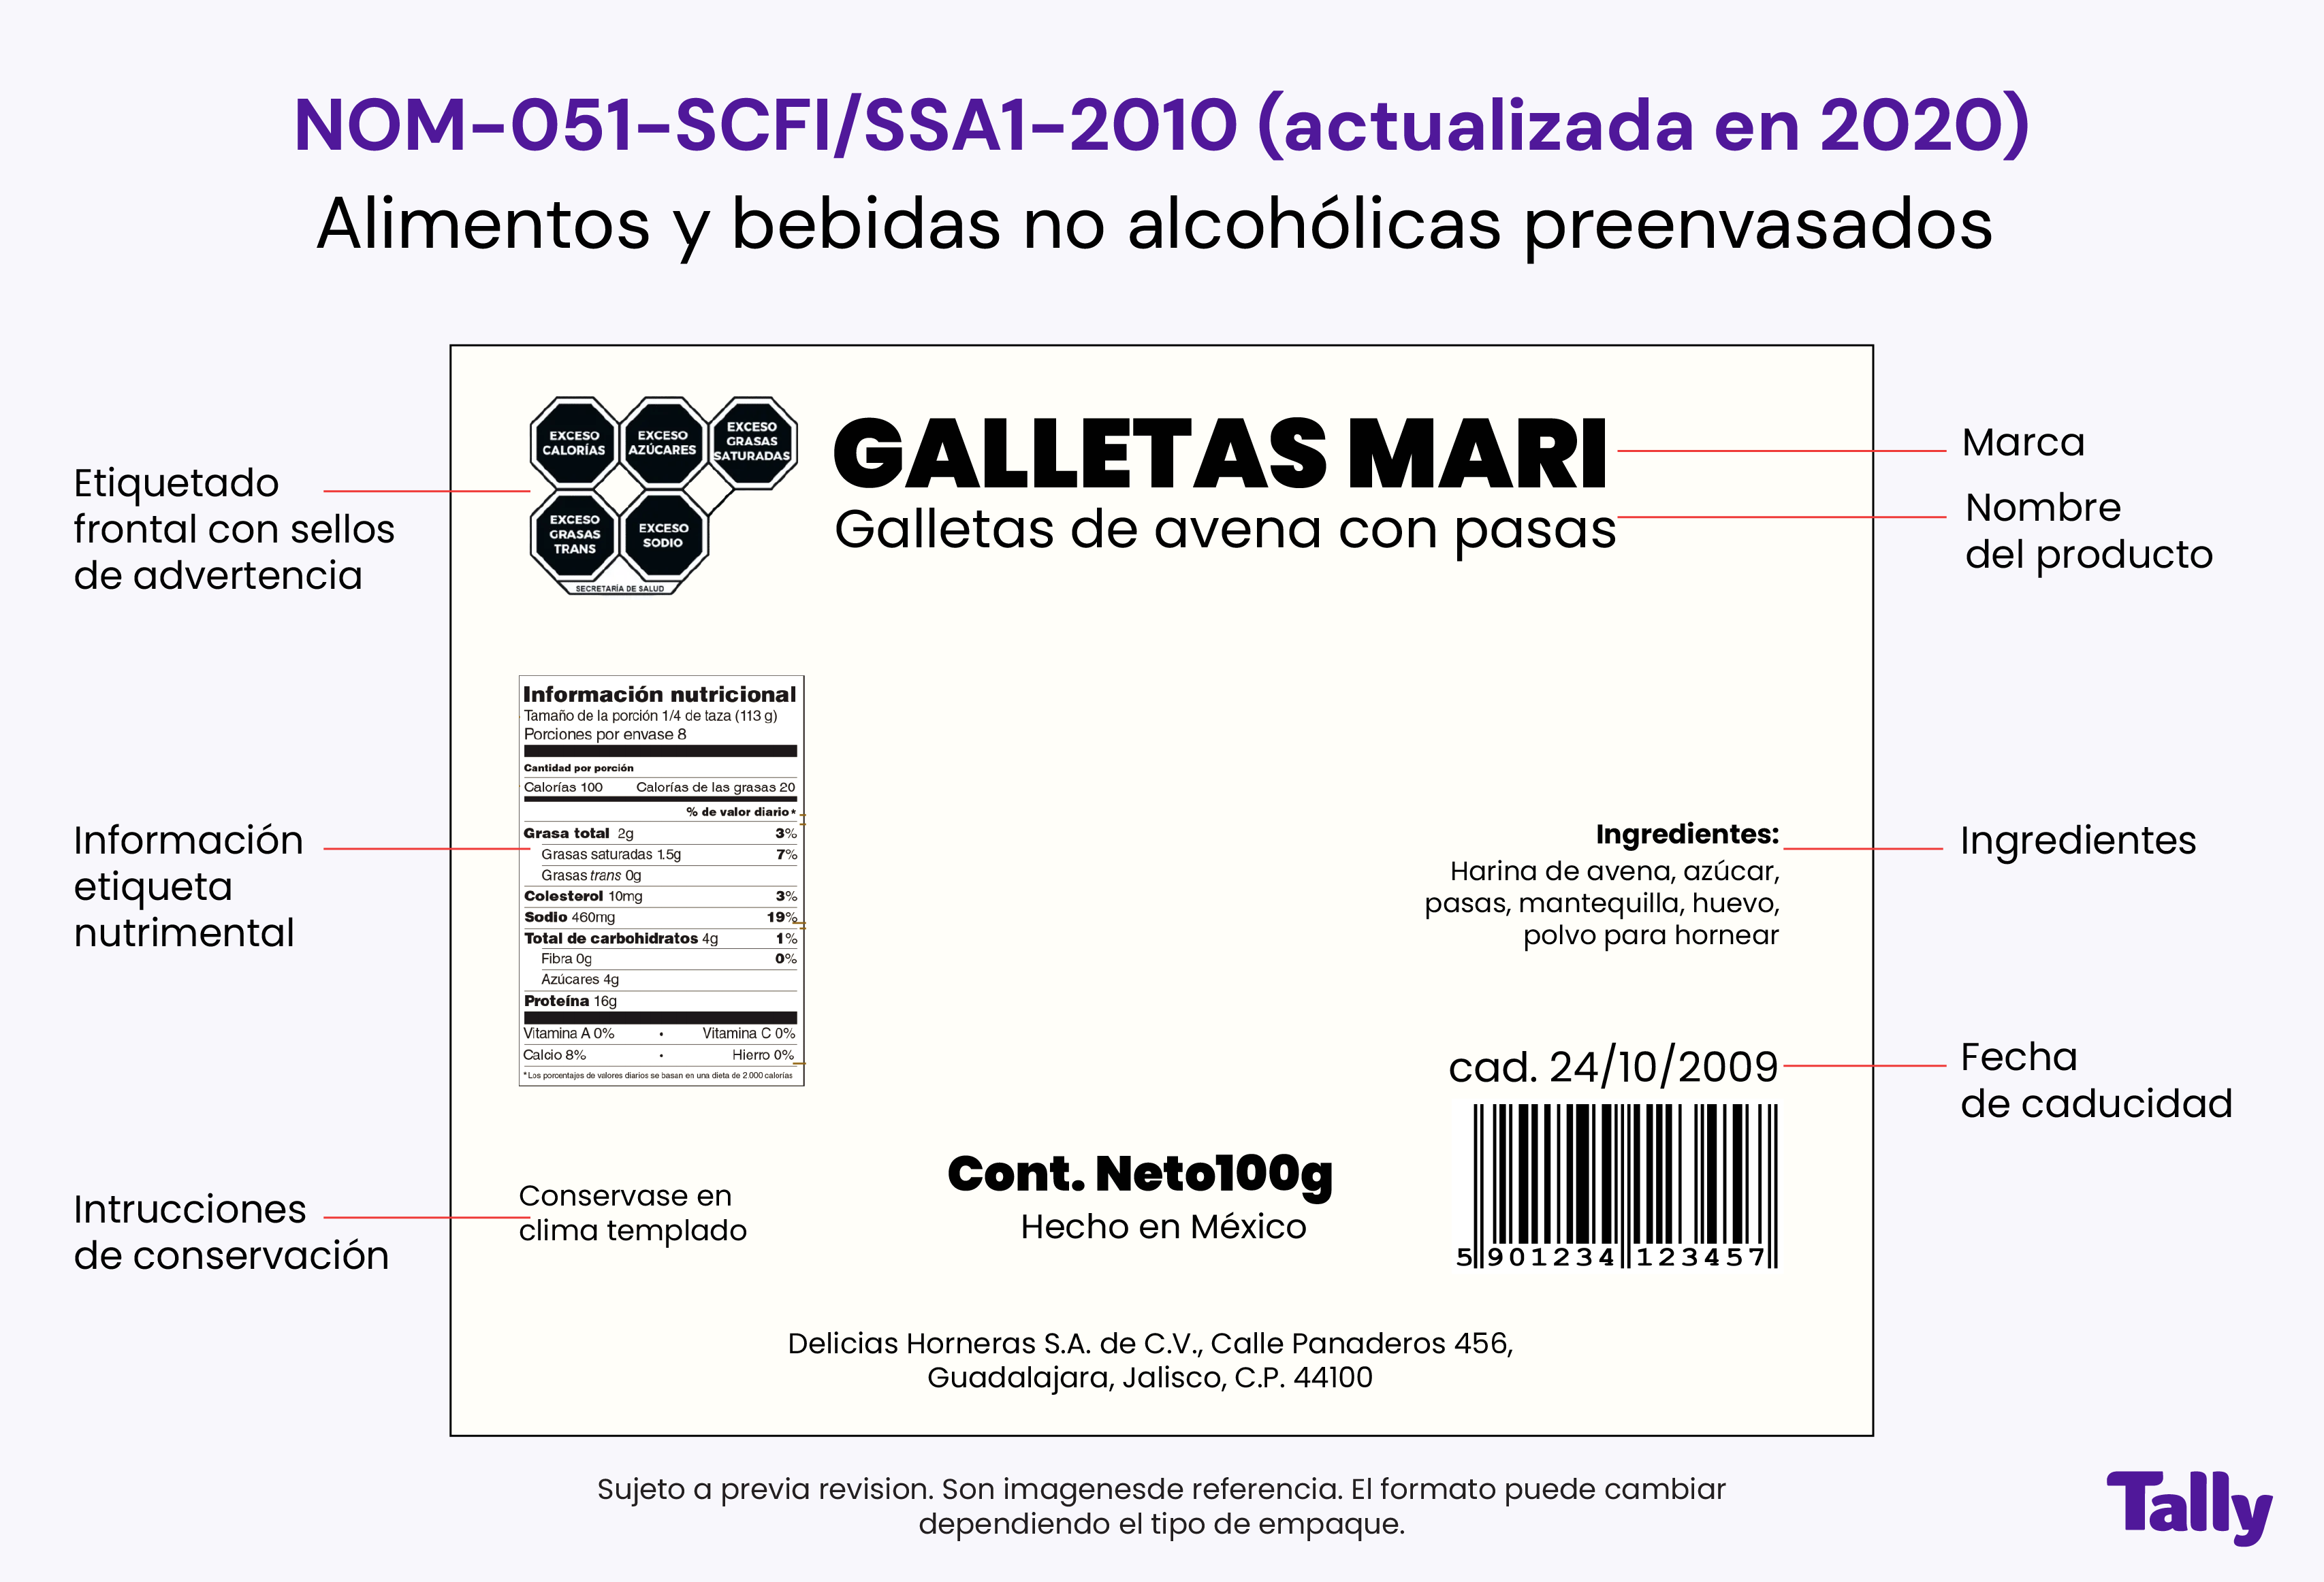 NOM-051-SCFI/SSA1-2010 (actualizada en 2020)
Alimentos y bebidas no alcohólicas preenvasados
EXCESO
CALORÍAS
EXCESO
AZÚCARES
EXCESO
GRASAS
SATURADAS
EXCESO
GRASAS
TRANS
EXCESO
SODIO
SECRETARÍA DE SALUD
GALLETAS MARI
Galletas de avena con pasas
Marca
Nombre
del producto
Etiquetado
frontal con sellos
de advertencia
Información nutricional
Tamaño de la porción 1/4 de taza (113 g)
Porciones por envase 8
Cantidad por porción
Calorías 100 Calorías de las grasas 20
% de valor diario*
Grasa total 2g 3%
Grasas saturadas 1.5g 7%
Grasas trans 0g
Colesterol 10mg 3%
Sodio 460mg 19%
Total de carbohidratos 4g 1%
Fibra 0g 0%
Azúcares 4g
Proteína 16g
Vitamina A 0% • Vitamina C 0%
Calcio 8% • Hierro 0%
*Los porcentajes de valores diarios se basan en una dieta de 2.000 calorías
Información
etiqueta
nutrimental
Ingredientes:
Harina de avena, azúcar,
pasas, mantequilla, huevo,
polvo para hornear
Ingredientes
cad. 24/10/2009
Fecha
de caducidad
5 901234 123457
Intrucciones
de conservación
Conservase en
clima templado
Cont. Neto100g
Hecho en México
Delicias Horneras S.A. de C.V., Calle Panaderos 456,
Guadalajara, Jalisco, C.P. 44100
Sujeto a previa revision. Son imagenesde referencia. El formato puede cambiar
dependiendo el tipo de empaque.
Tally